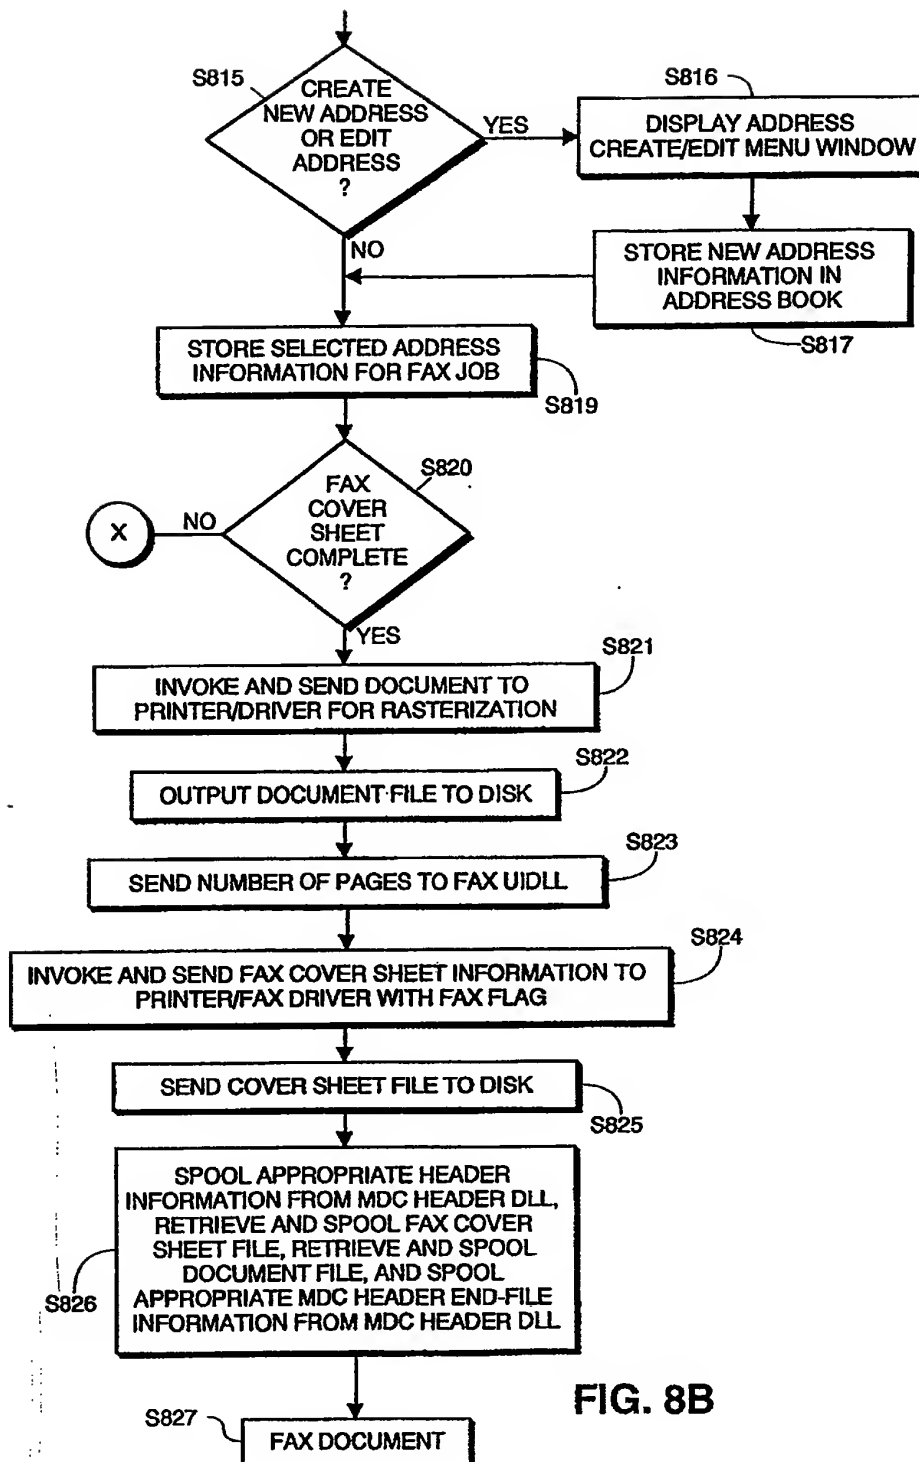 S815
CREATE
NEW ADDRESS
OR EDIT
ADDRESS
?
YES
S816
DISPLAY ADDRESS
CREATE/EDIT MENU WINDOW
NO
STORE NEW ADDRESS
INFORMATION IN
ADDRESS BOOK
S817
STORE SELECTED ADDRESS
INFORMATION FOR FAX JOB
S819
S820
FAX
COVER
SHEET
COMPLETE
?
NO
X
YES
S821
INVOKE AND SEND DOCUMENT TO
PRINTER/DRIVER FOR RASTERIZATION
S822
OUTPUT DOCUMENT FILE TO DISK
S823
SEND NUMBER OF PAGES TO FAX UIDLL
S824
INVOKE AND SEND FAX COVER SHEET INFORMATION TO
PRINTER/FAX DRIVER WITH FAX FLAG
SEND COVER SHEET FILE TO DISK
S825
SPOOL APPROPRIATE HEADER
INFORMATION FROM MDC HEADER DLL,
RETRIEVE AND SPOOL FAX COVER
SHEET FILE, RETRIEVE AND SPOOL
DOCUMENT FILE, AND SPOOL
APPROPRIATE MDC HEADER END-FILE
INFORMATION FROM MDC HEADER DLL
S826
S827
FAX DOCUMENT
FIG. 8B